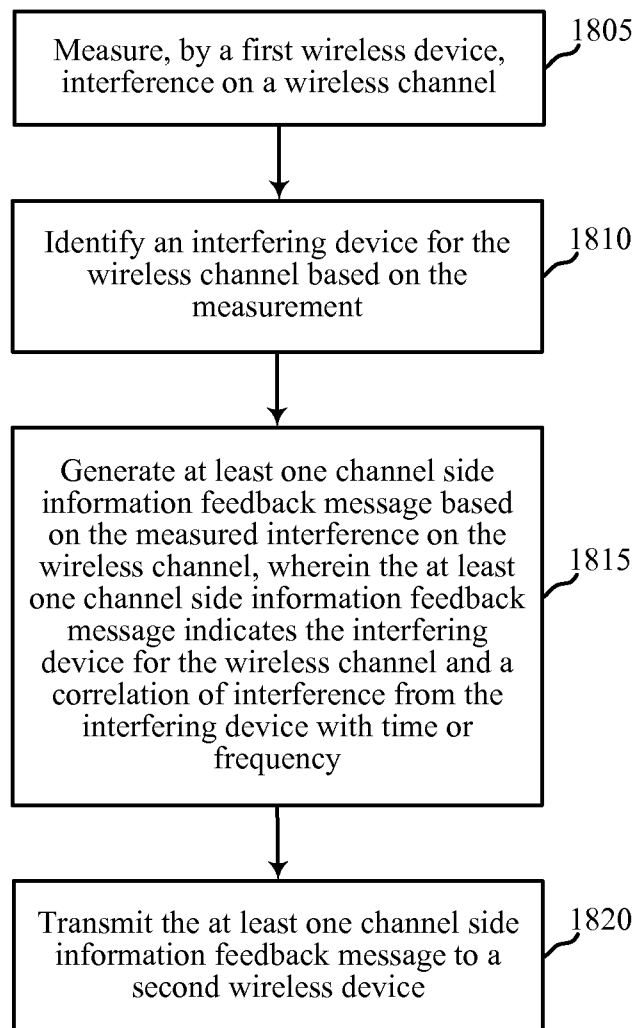 Measure, by a first wireless device,
interference on a wireless channel
1805
Identify an interfering device for the
wireless channel based on the
measurement
1810
Generate at least one channel side
information feedback message based
on the measured interference on the
wireless channel, wherein the at least
one channel side information feedback
message indicates the interfering
device for the wireless channel and a
correlation of interference from the
interfering device with time or
frequency
1815
Transmit the at least one channel side
information feedback message to a
second wireless device
1820